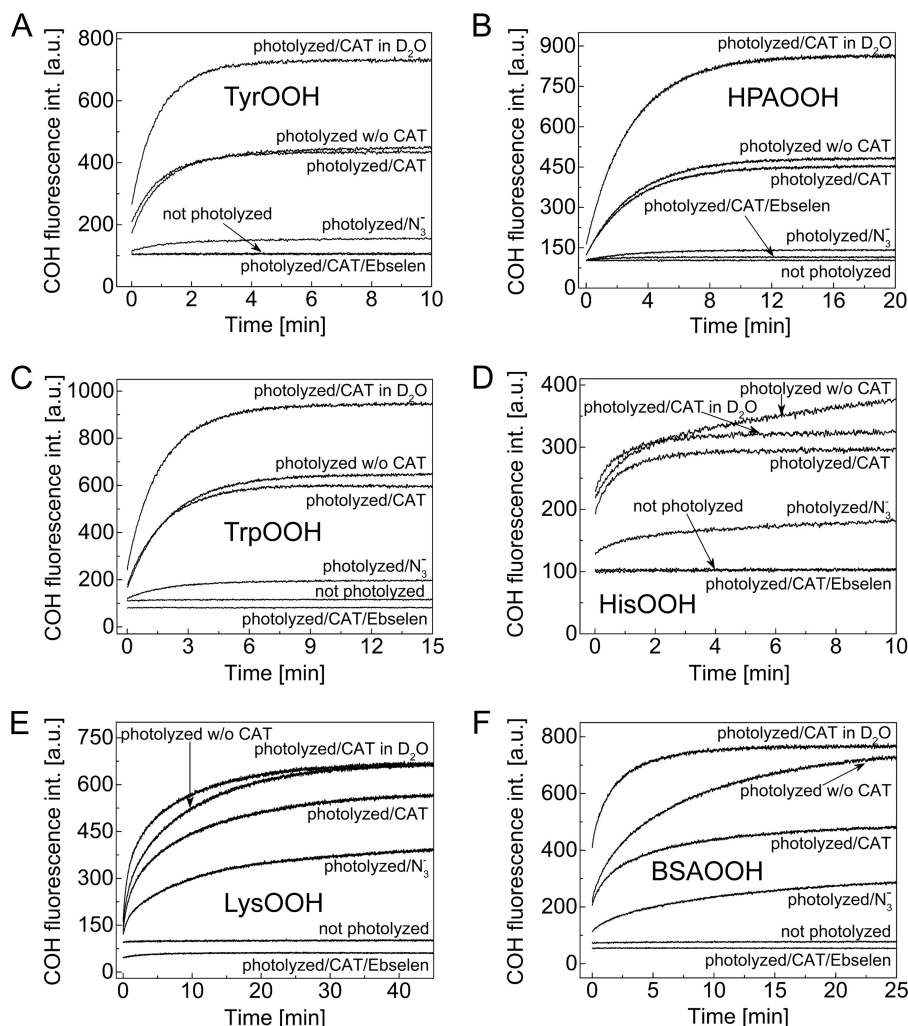 A
COH fluorescence int. [a.u.]
800
600
400
200
0
photolyzed/CAT in D₂O
TyrOOH
photolyzed w/o CAT
photolyzed/CAT
not photolyzed
photolyzed/N₃⁻
photolyzed/CAT/Ebselen
0 2 4 6 8 10
Time [min]
B
COH fluorescence int. [a.u.]
900
750
600
450
300
150
0
photolyzed/CAT in D₂O
HPAOOH
photolyzed w/o CAT
photolyzed/CAT
photolyzed/CAT/Ebselen
photolyzed/N₃⁻
not photolyzed
0 4 8 12 16 20
Time [min]
C
COH fluorescence int. [a.u.]
1000
800
600
400
200
0
photolyzed/CAT in D₂O
photolyzed w/o CAT
photolyzed/CAT
TrpOOH
photolyzed/N₃⁻
not photolyzed
photolyzed/CAT/Ebselen
0 3 6 9 12 15
Time [min]
D
COH fluorescence int. [a.u.]
400
300
200
100
0
photolyzed w/o CAT
photolyzed/CAT in D₂O
photolyzed/CAT
not photolyzed
photolyzed/N₃⁻
photolyzed/CAT/Ebselen
HisOOH
0 2 4 6 8 10
Time [min]
E
COH fluorescence int. [a.u.]
750
600
450
300
150
0
photolyzed w/o CAT
photolyzed/CAT in D₂O
photolyzed/CAT
photolyzed/N₃⁻
LysOOH
not photolyzed
photolyzed/CAT/Ebselen
0 10 20 30 40
Time [min]
F
COH fluorescence int. [a.u.]
800
600
400
200
0
photolyzed/CAT in D₂O
photolyzed w/o CAT
photolyzed/CAT
BSAOOH
photolyzed/N₃⁻
not photolyzed
photolyzed/CAT/Ebselen
0 5 10 15 20 25
Time [min]